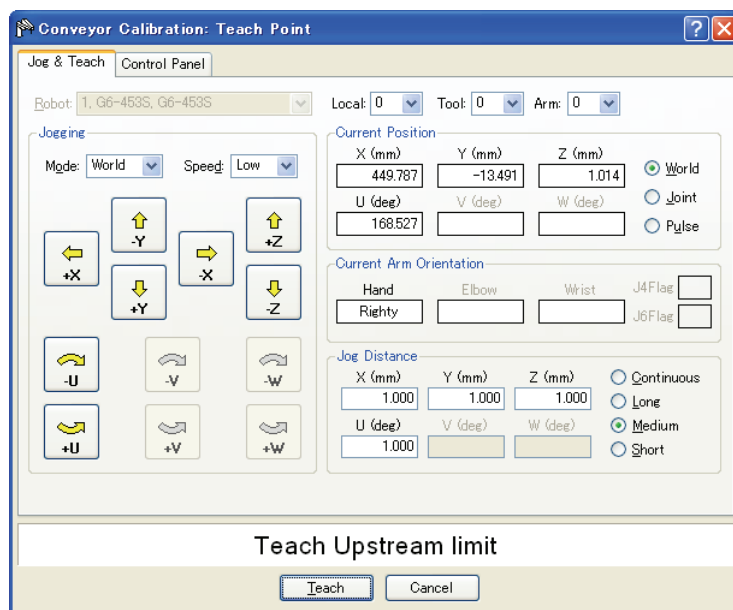 Conveyor Calibration: Teach Point
Jog & Teach Control Panel
Robot: 1, G6-453S, G6-453S Local: 0 Tool: 0 Arm: 0
Jogging
Mode: World Speed: Low
-Y
+Z
+X
-X
+Y
-Z
-U -V -W
+U +V +W
Current Position
X (mm) Y (mm) Z (mm)
449.787 -13.491 1.014
U (deg) V (deg) W (deg)
168.527
World
Joint
Pulse
Current Arm Orientation
Hand Elbow Wrist J4Flag
Righty J6Flag
Jog Distance
X (mm) Y (mm) Z (mm)
1.000 1.000 1.000
U (deg) V (deg) W (deg)
1.000
Continuous
Long
Medium
Short
Teach Upstream limit
Teach Cancel